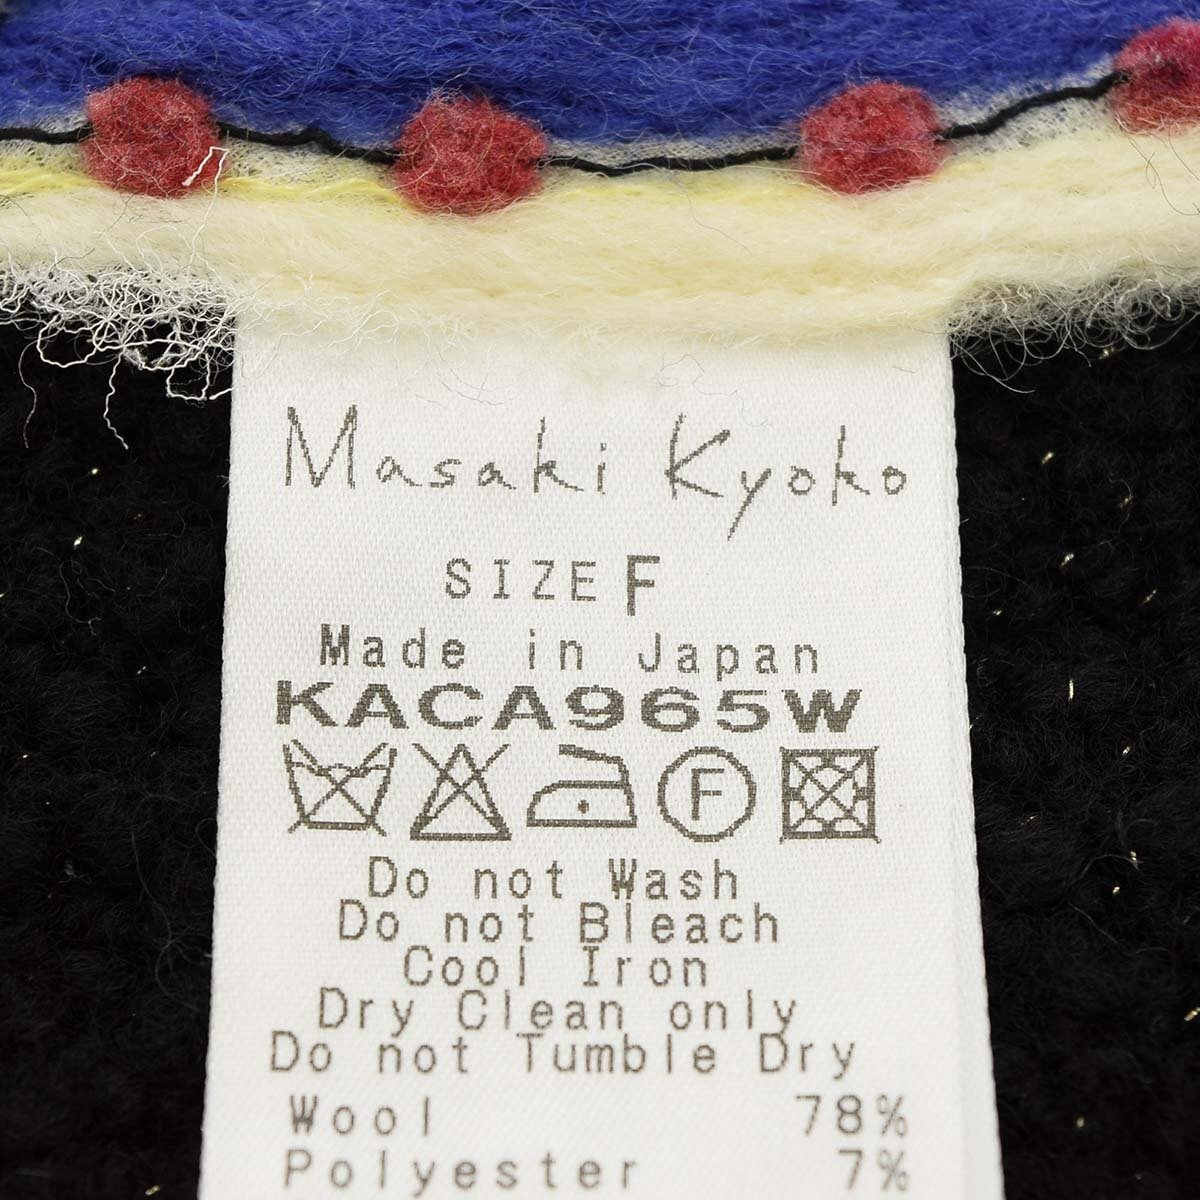 Masaki Kyoko
SIZE F
Made in Japan
KACA965W
F
Do not Wash
Do not Bleach
Cool Iron
Dry Clean only
Do not Tumble Dry
Wool 78%
Polyester 7%